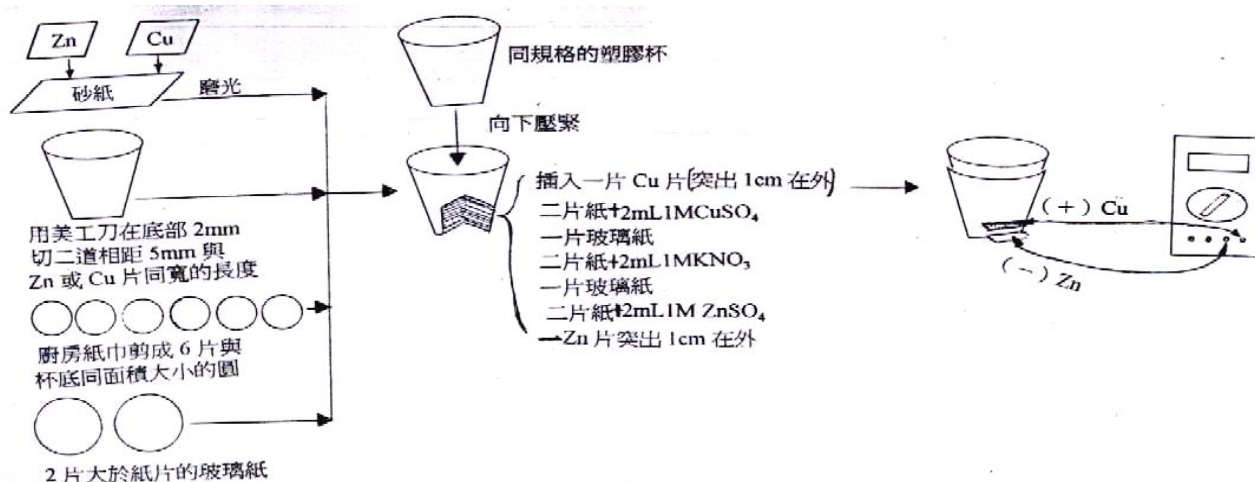 Zn
Cu
砂紙
磨光
用美工刀在底部 2mm
切二道相距 5mm 與
Zn 或 Cu 片同寬的長度
廚房紙巾剪成 6 片與
杯底同面積大小的圓
2 片大於紙片的玻璃紙
同規格的塑膠杯
向下壓緊
插入一片 Cu 片(突出 1cm 在外)
二片紙+2mL1MCuSO₄
一片玻璃紙
二片紙+2mL1MKNO₃
一片玻璃紙
二片紙+2mL1M ZnSO₄
一Zn 片突出 1cm 在外
(+) Cu
(−) Zn